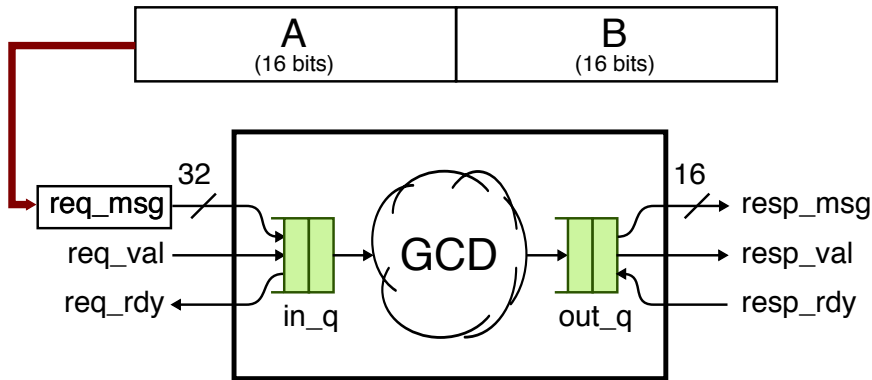 A B
(16 bits) (16 bits)
32 16
req_msg resp_msg
req_val GCD resp_val
req_rdy in_q out_q resp_rdy